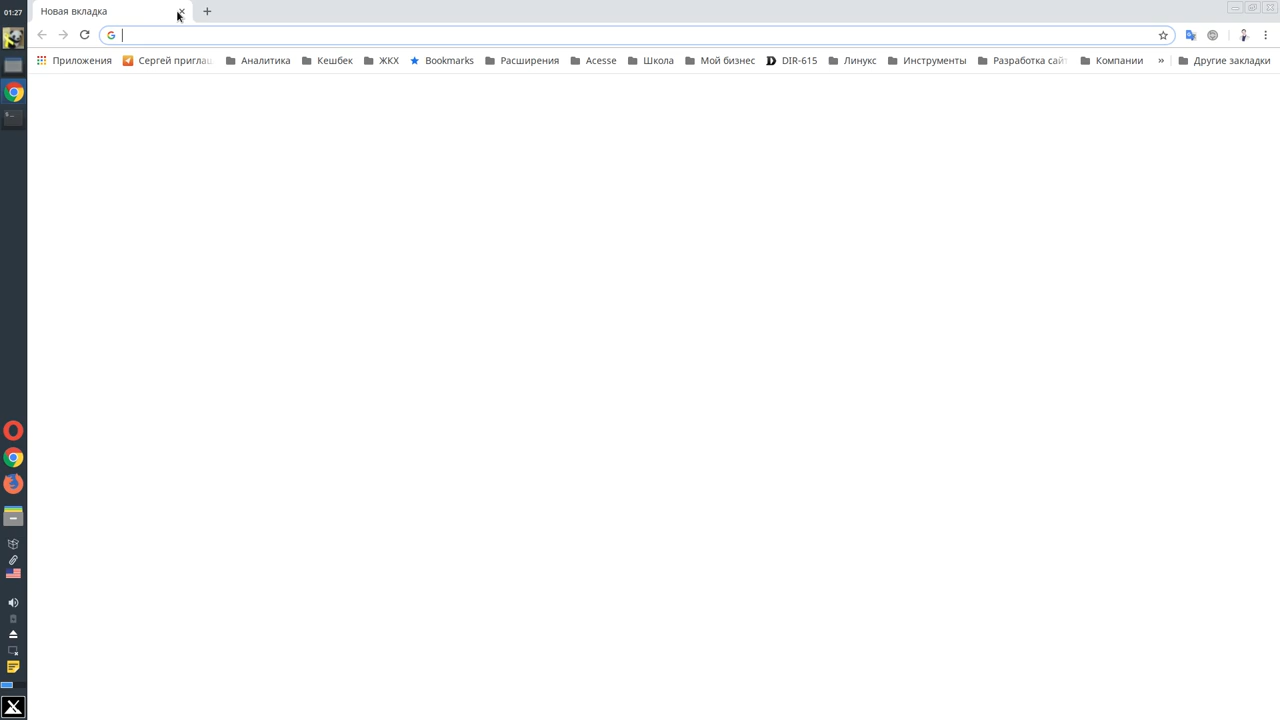 01:27
Новая вкладка
Приложения Сергей приглаш Аналитика Кешбек ЖКХ Bookmarks Расширения Acesse Школа Мой бизнес DIR-615 Линукс Инструменты Разработка сайт Компании » Другие закладки